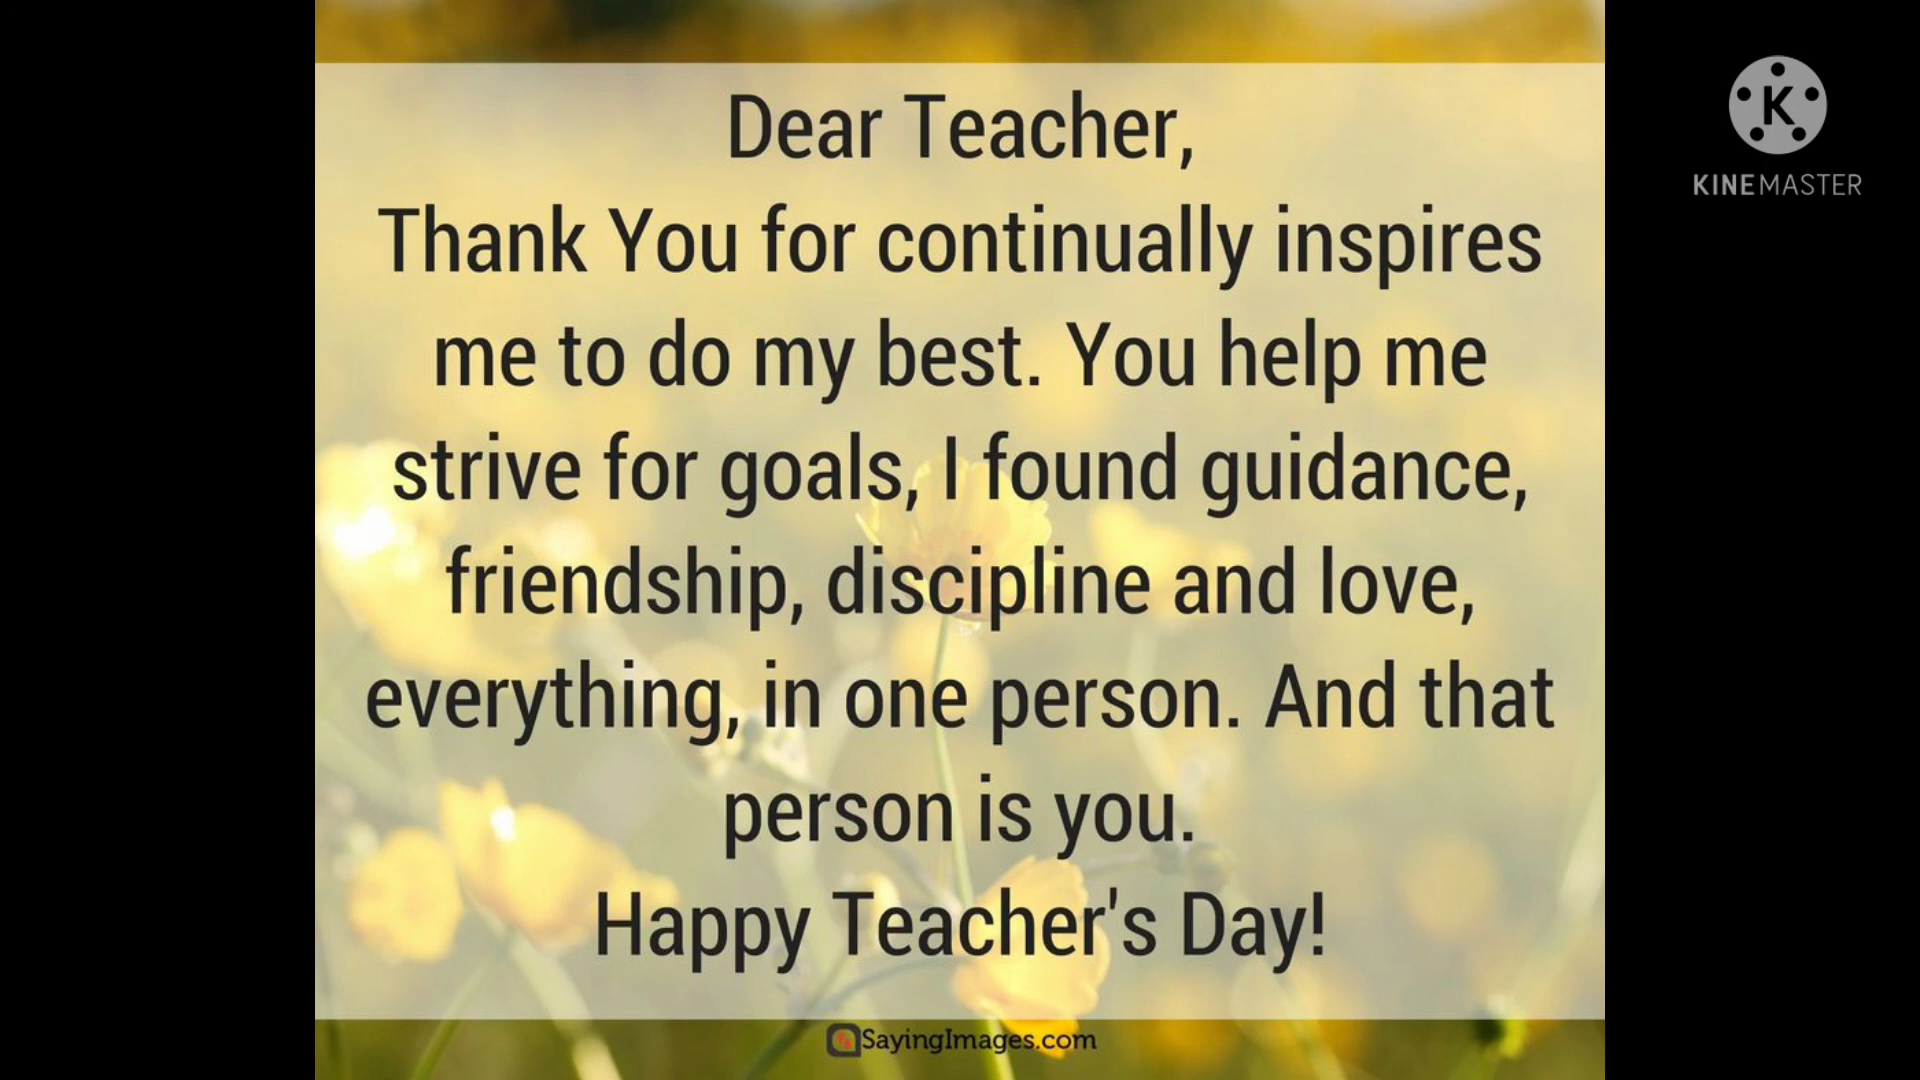 Dear Teacher,
Thank You for continually inspires
me to do my best. You help me
strive for goals, I found guidance,
friendship, discipline and love,
everything, in one person. And that
person is you.
Happy Teacher's Day!
SayingImages.com
K
KINEMASTER